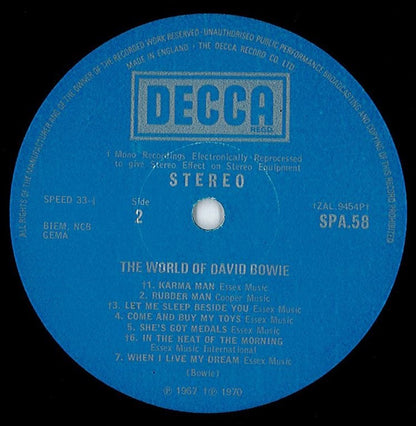 ALL RIGHTS OF THE MANUFACTURER AND OF THE OWNER OF THE RECORDED WORK RESERVED · UNAUTHORISED PUBLIC PERFORMANCE BROADCASTING AND COPYING OF THIS RECORD PROHIBITED
MADE IN ENGLAND · THE DECCA RECORD CO. LTD
DECCA
REGD.
‡ Mono Recordings Electronically Reprocessed
to give Stereo Effect on Stereo Equipment
STEREO
SPEED 33⅓ Side (ZAL.9454P)
2 SPA.58
BIEM, NCB
GEMA
THE WORLD OF DAVID BOWIE
‡1. KARMA MAN Essex Music
2. RUBBER MAN Cooper Music
‡3. LET ME SLEEP BESIDE YOU Essex Music
4. COME AND BUY MY TOYS Essex Music
5. SHE'S GOT MEDALS Essex Music
‡6. IN THE HEAT OF THE MORNING
Essex Music International
7. WHEN I LIVE MY DREAM Essex Music
(Bowie)
℗ 1967 ‡℗ 1970